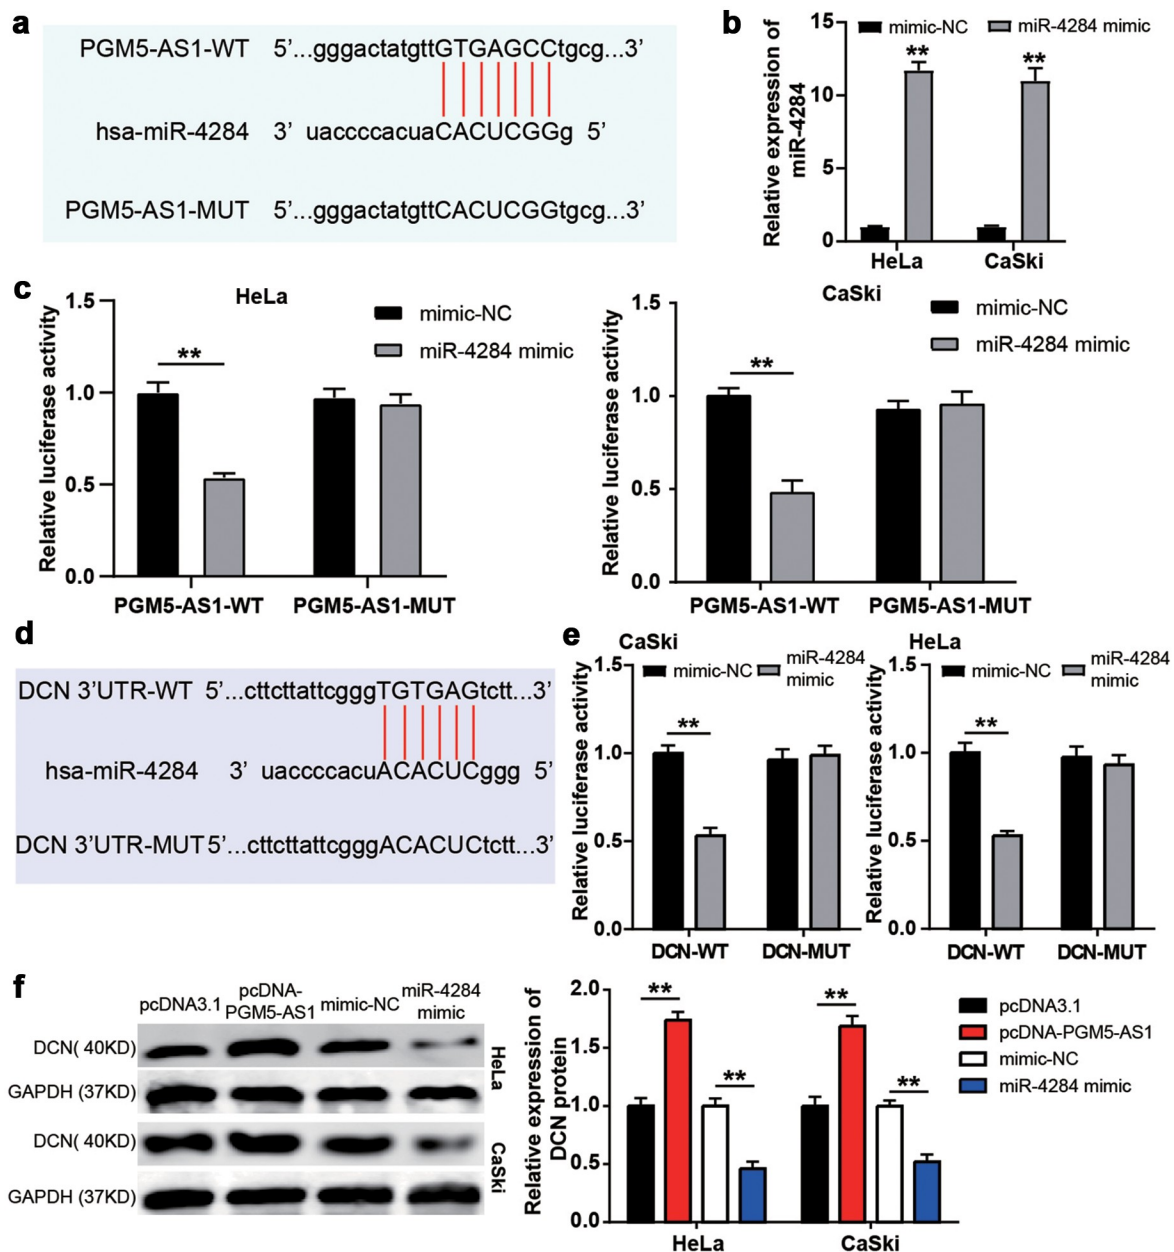 a
PGM5-AS1-WT 5’...gggactatgttGTGAGCCtgcg...3’
hsa-miR-4284 3’ uaccccacuaCACUCGGg 5’
PGM5-AS1-MUT 5’...gggactatgttCACUCGGtgcg...3’
b
mimic-NC miR-4284 mimic
Relative expression of
miR-4284
15
10
5
0
** **
HeLa CaSki
c
HeLa
mimic-NC
miR-4284 mimic
Relative luciferase activity
1.5
1.0
0.5
0.0
**
PGM5-AS1-WT PGM5-AS1-MUT
CaSki
mimic-NC
miR-4284 mimic
Relative luciferase activity
1.5
1.0
0.5
0.0
**
PGM5-AS1-WT PGM5-AS1-MUT
d
DCN 3’UTR-WT 5’...cttcttattcgggTGTGAGtctt...3’
hsa-miR-4284 3’ uaccccacuACACUCggg 5’
DCN 3’UTR-MUT 5’...cttcttattcgggACACUCtctt...3’
e
CaSki
mimic-NC miR-4284
mimic
Relative luciferase activity
1.5
1.0
0.5
0.0
**
DCN-WT DCN-MUT
HeLa
mimic-NC miR-4284
mimic
Relative luciferase activity
1.5
1.0
0.5
0.0
**
DCN-WT DCN-MUT
f
pcDNA3.1 pcDNA-
PGM5-AS1 mimic-NC miR-4284
mimic
DCN( 40KD)
GAPDH (37KD)
HeLa
DCN( 40KD)
GAPDH (37KD)
CaSki
Relative expression of
DCN protein
2.0
1.5
1.0
0.5
0.0
** ** ** **
HeLa CaSki
pcDNA3.1
pcDNA-PGM5-AS1
mimic-NC
miR-4284 mimic